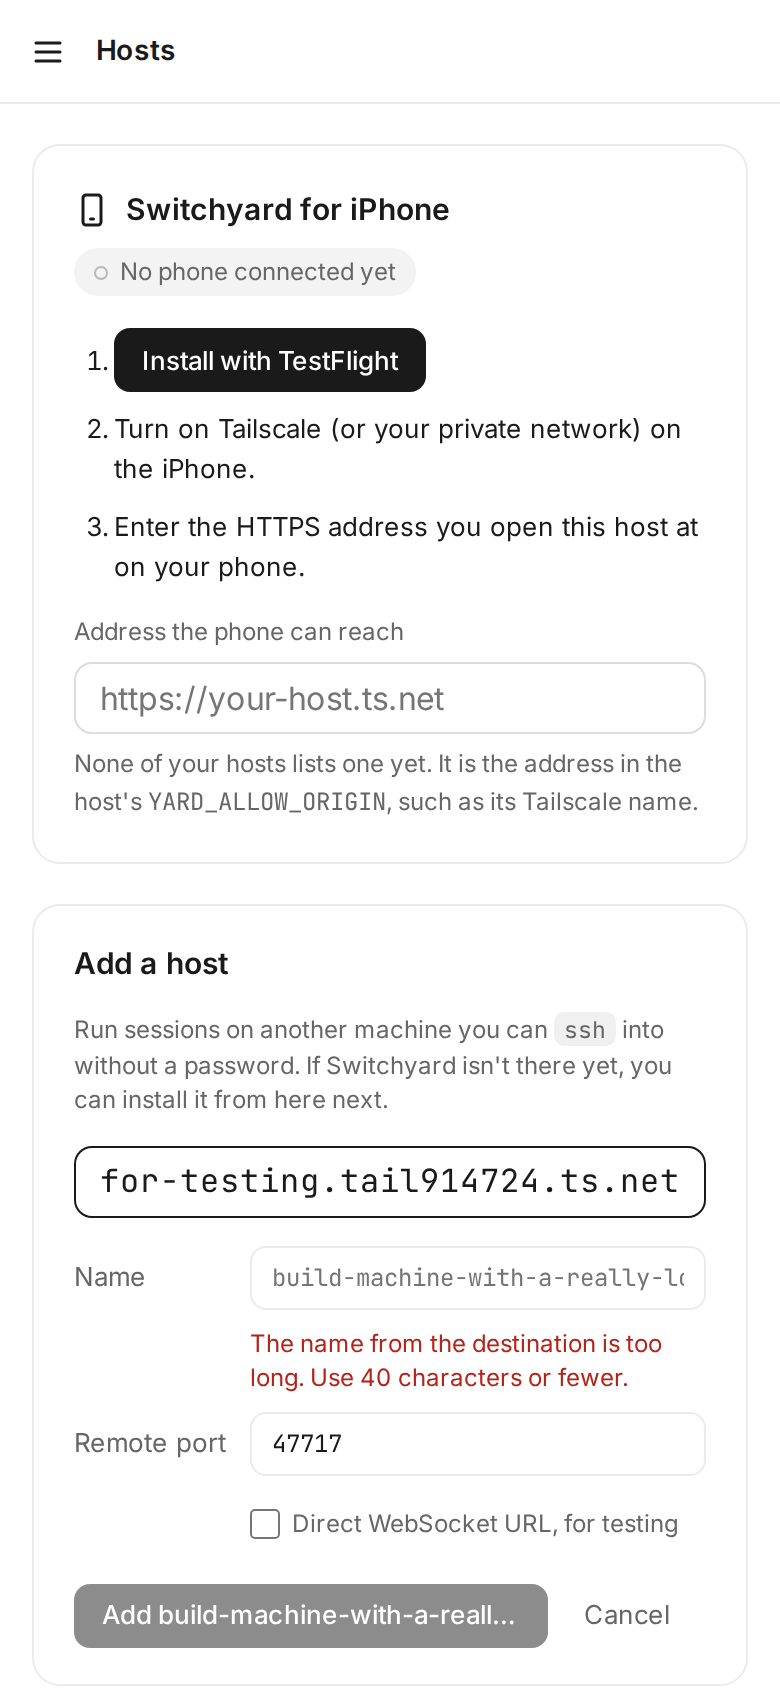 Hosts
Switchyard for iPhone
No phone connected yet
1. Install with TestFlight
2. Turn on Tailscale (or your private network) on
the iPhone.
3. Enter the HTTPS address you open this host at
on your phone.
Address the phone can reach
https://your-host.ts.net
None of your hosts lists one yet. It is the address in the
host's YARD_ALLOW_ORIGIN, such as its Tailscale name.
Add a host
Run sessions on another machine you can ssh into
without a password. If Switchyard isn't there yet, you
can install it from here next.
for-testing.tail914724.ts.net
Name build-machine-with-a-really-lo
The name from the destination is too
long. Use 40 characters or fewer.
Remote port 47717
Direct WebSocket URL, for testing
Add build-machine-with-a-reall... Cancel